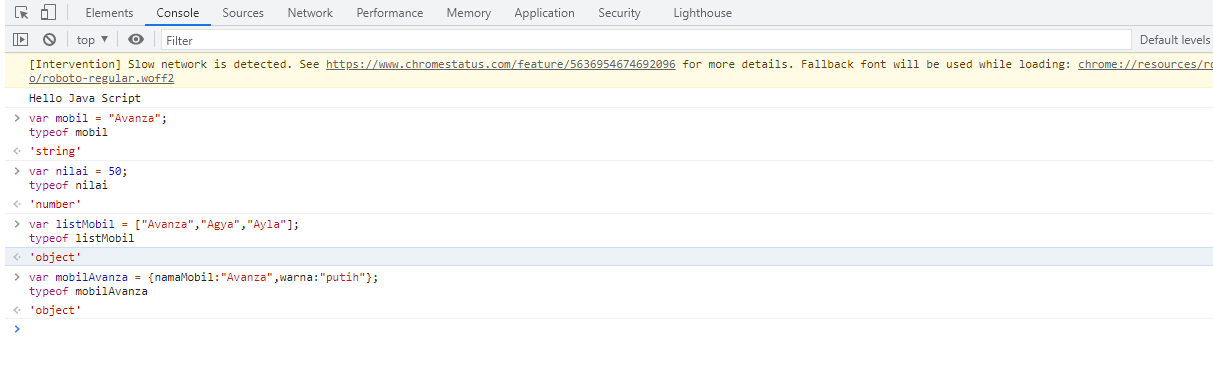 Elements Console Sources Network Performance Memory Application Security Lighthouse
top ▼ Filter Default levels
[Intervention] Slow network is detected. See https://www.chromestatus.com/feature/5636954674692096 for more details. Fallback font will be used while loading: chrome://resources/ro
o/roboto-regular.woff2
Hello Java Script
> var mobil = "Avanza";
typeof mobil
<· 'string'
> var nilai = 50;
typeof nilai
<· 'number'
> var listMobil = ["Avanza","Agya","Ayla"];
typeof listMobil
<· 'object'
> var mobilAvanza = {namaMobil:"Avanza",warna:"putih"};
typeof mobilAvanza
<· 'object'
>